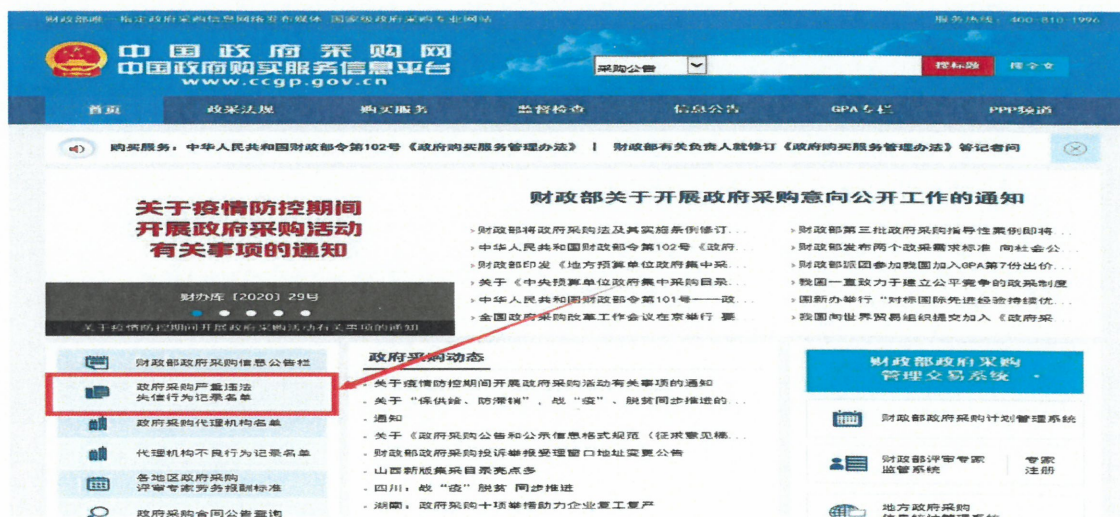 财政部唯一指定政府采购信息网络发布媒体 国家级政府采购专业网站
服务热线：400-810-1996
中国政府采购网
中国政府购买服务信息平台
www.ccgp.gov.cn
采购公告
搜标题
搜全文
首页 政采法规 购买服务 监督检查 信息公告 GPA专栏 PPP频道
购买服务：中华人民共和国财政部令第102号《政府购买服务管理办法》 | 财政部有关负责人就修订《政府购买服务管理办法》答记者问
关于疫情防控期间
开展政府采购活动
有关事项的通知
财办库〔2020〕29号
关于疫情防控期间开展政府采购活动有关事项的通知
财政部关于开展政府采购意向公开工作的通知
财政部将政府采购法及其实施条例修订...
中华人民共和国财政部令第102号《政府...
财政部印发《地方预算单位政府集中采...
关于《中央预算单位政府集中采购目录...
中华人民共和国财政部令第101号——政...
全国政府采购改革工作会议在京举行 要...
财政部第三批政府采购指导性案例即将 ...
财政部发布两个政采需求标准 向社会公...
财政部派团参加我国加入GPA第7份出价...
我国一直致力于建立公平竞争的政采制度
国新办举行“对标国际先进经验持续优...
我国向世界贸易组织提交加入《政府采...
财政部政府采购信息公告栏
政府采购严重违法
失信行为记录名单
政府采购代理机构名单
代理机构不良行为记录名单
各地区政府采购
评审专家劳务报酬标准
政府采购合同公告查询
政府采购动态
关于疫情防控期间开展政府采购活动有关事项的通知
关于“保供给、防滞销”，战“疫”、脱贫同步推进的...
通知
关于《政府采购公告和公示信息格式规范（征求意见稿...
财政部政府采购投诉举报受理窗口地址变更公告
山西新版集采目录亮点多
四川：战“疫”脱贫 同步推进
湖南：政府采购十项举措助力企业复工复产
财政部政府采购
管理交易系统
财政部政府采购计划管理系统
财政部评审专家
监管系统
专家
注册
地方政府采购
信息统计管理系统